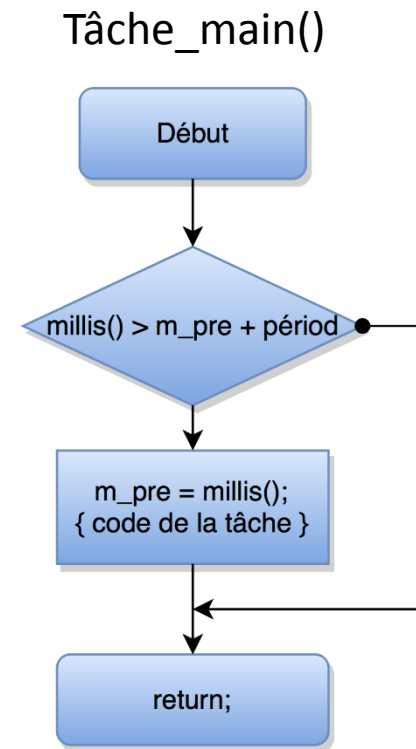 Tâche_main()
Début
millis() > m_pre + périod
m_pre = millis();
{ code de la tâche }
return;